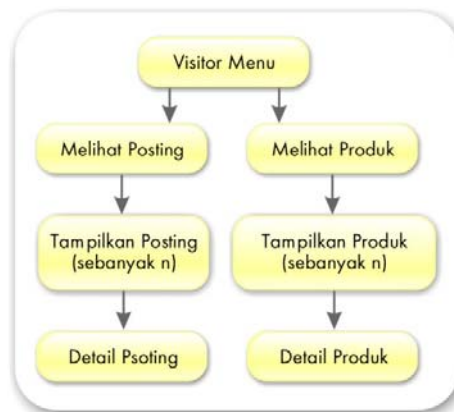 Visitor Menu
Melihat Posting
Melihat Produk
Tampilkan Posting
(sebanyak n)
Tampilkan Produk
(sebanyak n)
Detail Psoting
Detail Produk